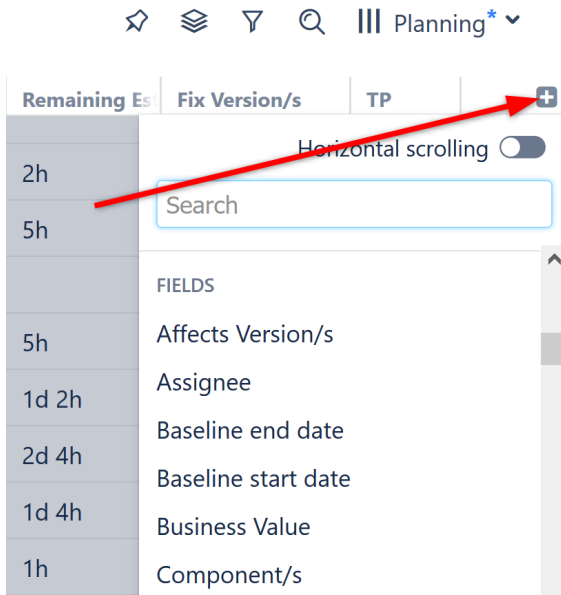 Planning*
Remaining Es Fix Version/s TP
Horizontal scrolling
2h
Search
5h
FIELDS
Affects Version/s
5h
Assignee
1d 2h
Baseline end date
2d 4h
Baseline start date
1d 4h
Business Value
1h
Component/s